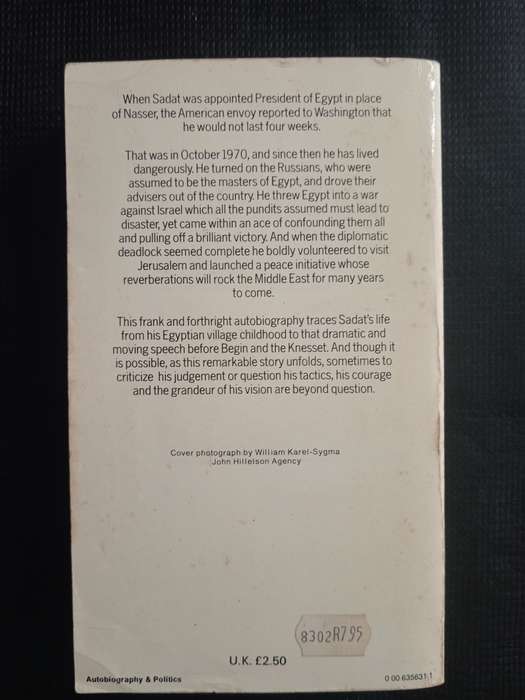 When Sadat was appointed President of Egypt in place
of Nasser, the American envoy reported to Washington that
he would not last four weeks.
That was in October 1970, and since then he has lived
dangerously. He turned on the Russians, who were
assumed to be the masters of Egypt, and drove their
advisers out of the country. He threw Egypt into a war
against Israel which all the pundits assumed must lead to
disaster, yet came within an ace of confounding them all
and pulling off a brilliant victory. And when the diplomatic
deadlock seemed complete he boldly volunteered to visit
Jerusalem and launched a peace initiative whose
reverberations will rock the Middle East for many years
to come.
This frank and forthright autobiography traces Sadat's life
from his Egyptian village childhood to that dramatic and
moving speech before Begin and the Knesset. And though it
is possible, as this remarkable story unfolds, sometimes to
criticize his judgement or question his tactics, his courage
and the grandeur of his vision are beyond question.
Cover photograph by William Karel-Sygma
John Hillelson Agency
8302R795
U.K. £2.50
Autobiography & Politics
0 00 635631 1